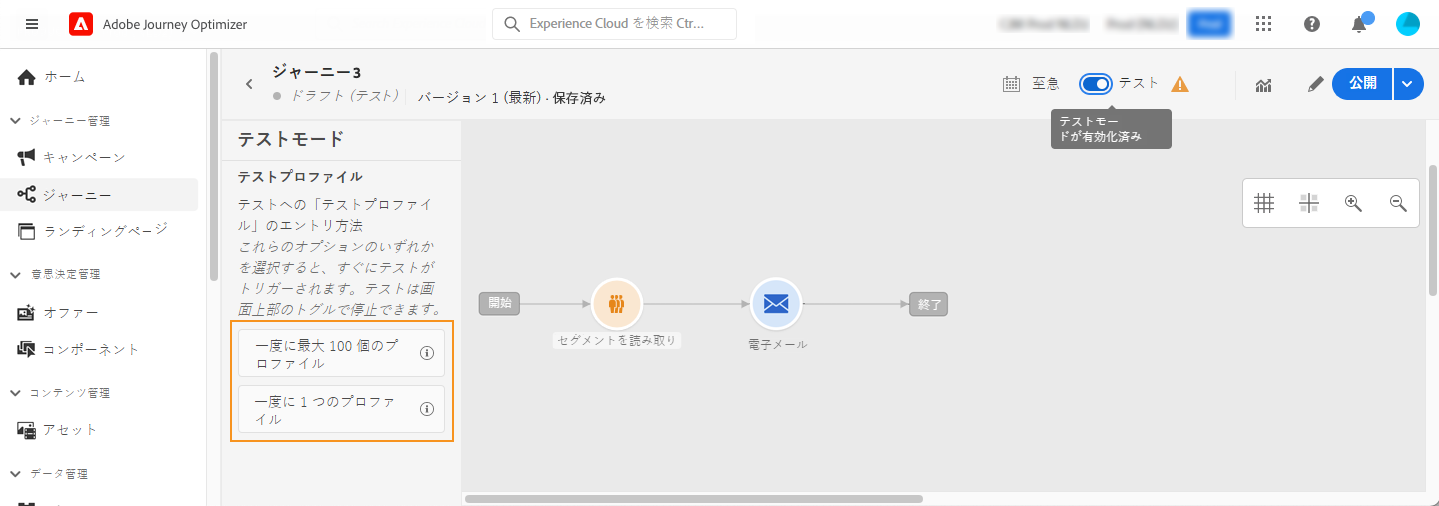 Adobe Journey Optimizer
Experience Cloud を検索 Ctr...
ホーム
ジャーニー管理
キャンペーン
ジャーニー
ランディングページ
意思決定管理
オファー
コンポーネント
コンテンツ管理
アセット
データ管理
ジャーニー3
ドラフト (テスト)
バージョン 1 (最新) · 保存済み
至急
テスト
公開
テストモー
ドが有効化済み
テストモード
テストプロファイル
テストへの「テストプロファイ
ル」のエントリ方法
これらのオプションのいずれか
を選択すると、すぐにテストが
トリガーされます。テストは画
面上部のトグルで停止できます。
一度に最大 100 個のプ
ロファイル
一度に 1 つのプロファ
イル
開始
セグメントを読み取り
電子メール
終了